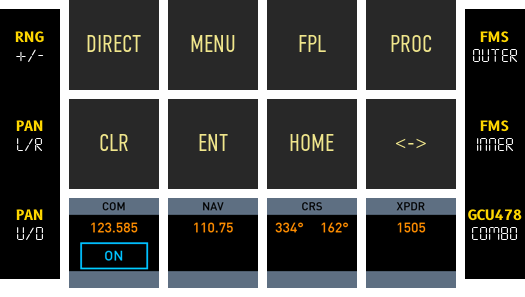 RNG
+/-
DIRECT
MENU
FPL
PROC
FMS
OUTER
PAN
L/R
CLR
ENT
HOME
<->
FMS
INNER
PAN
U/D
COM
123.585
ON
NAV
110.75
CRS
334° 162°
XPDR
1505
GCU478
COMBO